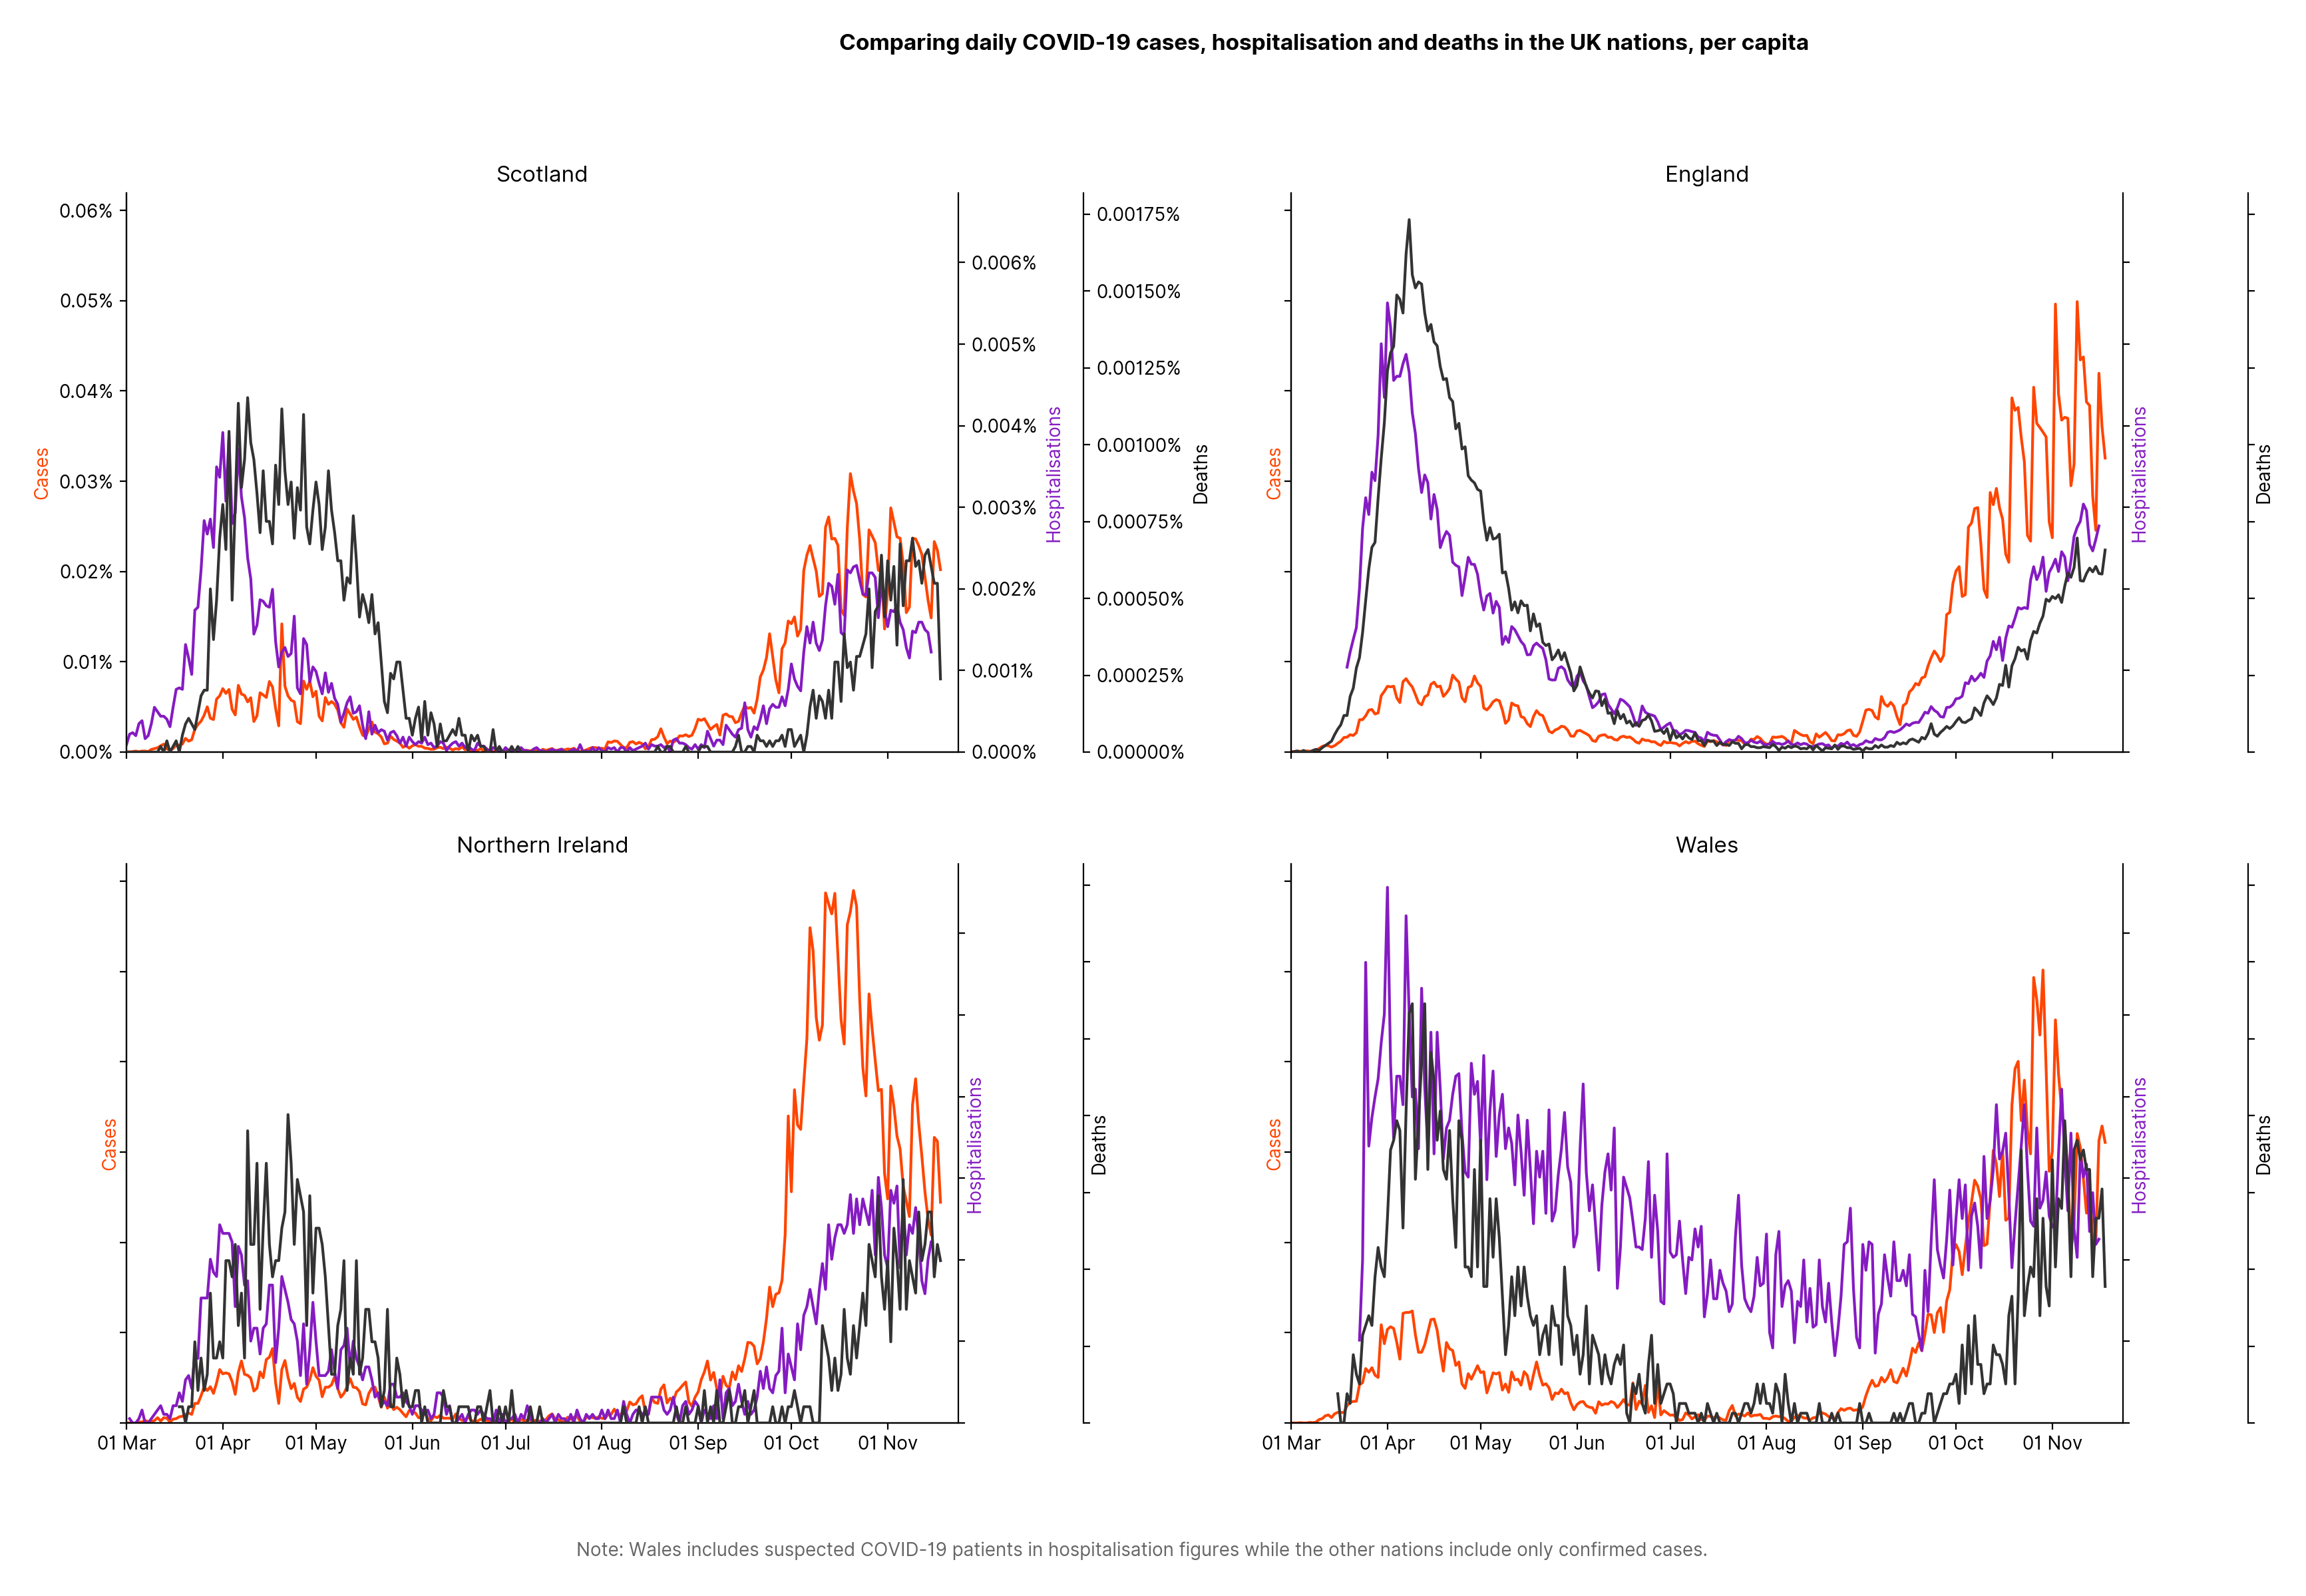 Comparing daily COVID-19 cases, hospitalisation and deaths in the UK nations, per capita
Scotland
0.06%
0.05%
0.04%
0.03%
0.02%
0.01%
0.00%
Cases
0.006%
0.005%
0.004%
0.003%
0.002%
0.001%
0.000%
Hospitalisations
0.00175%
0.00150%
0.00125%
0.00100%
0.00075%
0.00050%
0.00025%
0.00000%
Deaths
England
Cases
Hospitalisations
Deaths
Northern Ireland
Cases
Hospitalisations
Deaths
01 Mar 01 Apr 01 May 01 Jun 01 Jul 01 Aug 01 Sep 01 Oct 01 Nov
Wales
Cases
Hospitalisations
Deaths
01 Mar 01 Apr 01 May 01 Jun 01 Jul 01 Aug 01 Sep 01 Oct 01 Nov
Note: Wales includes suspected COVID-19 patients in hospitalisation figures while the other nations include only confirmed cases.